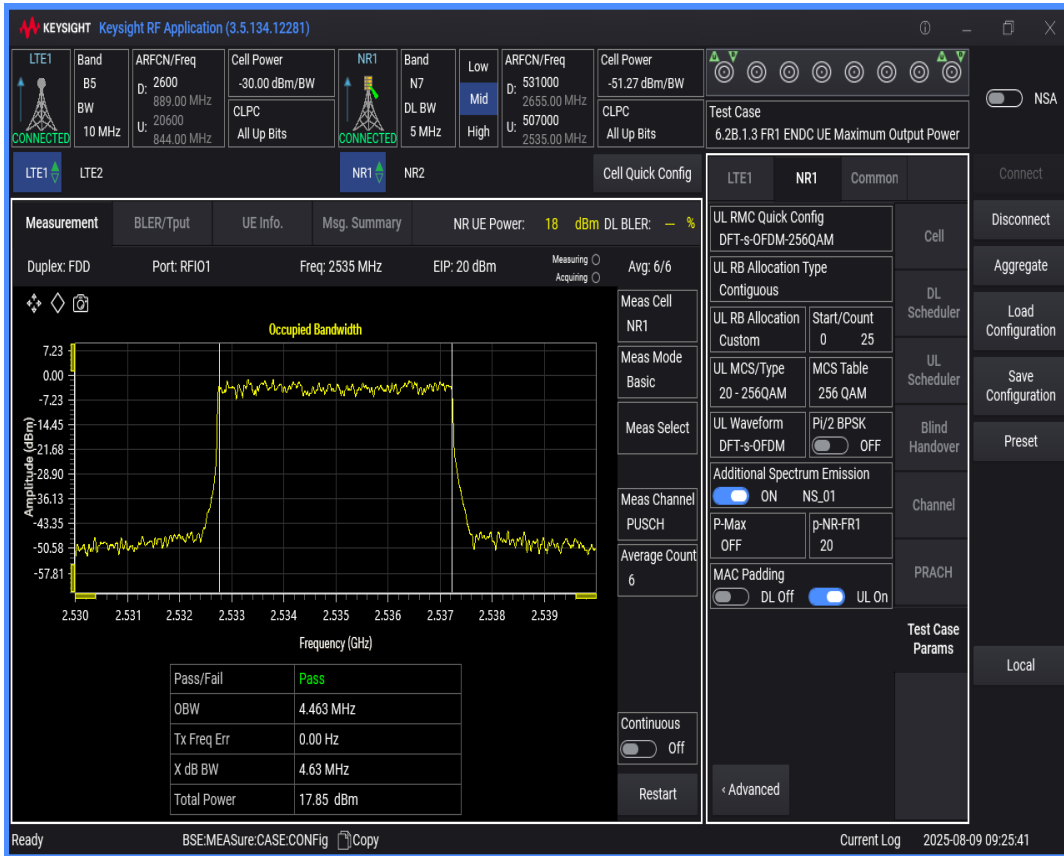 KEYSIGHT Keysight RF Application (3.5.134.12281)
LTE1 Band ARFCN/Freq Cell Power NR1 Band Low ARFCN/Freq Cell Power
B5 D: 2600 -30.00 dBm/BW N7 D: 531000 -51.27 dBm/BW
889.00 MHz 2655.00 MHz
BW CLPC DL BW Mid CLPC
U: 20600 U: 507000
CONNECTED 10 MHz 844.00 MHz All Up Bits CONNECTED 5 MHz High 2535.00 MHz All Up Bits
Test Case
6.2B.1.3 FR1 ENDC UE Maximum Output Power
NSA
LTE1 LTE2 NR1 NR2 Cell Quick Config
Measurement BLER/Tput UE Info. Msg. Summary NR UE Power: 18 dBm DL BLER: — %
Duplex: FDD Port: RFIO1 Freq: 2535 MHz EIP: 20 dBm Measuring Avg: 6/6
Acquiring
Occupied Bandwidth
Amplitude (dBm)
7.23
0.00
-7.23
-14.45
-21.68
-28.90
-36.13
-43.35
-50.58
-57.81
2.530 2.531 2.532 2.533 2.534 2.535 2.536 2.537 2.538 2.539
Frequency (GHz)
Pass/Fail Pass
OBW 4.463 MHz
Tx Freq Err 0.00 Hz
X dB BW 4.63 MHz
Total Power 17.85 dBm
Meas Cell
NR1
Meas Mode
Basic
Meas Select
Meas Channel
PUSCH
Average Count
6
Continuous
Off
Restart
LTE1 NR1 Common
UL RMC Quick Config
DFT-s-OFDM-256QAM
UL RB Allocation Type
Contiguous
UL RB Allocation Start/Count
Custom 0 25
UL MCS/Type MCS Table
20 - 256QAM 256 QAM
UL Waveform Pi/2 BPSK
DFT-s-OFDM OFF
Additional Spectrum Emission
ON NS_01
P-Max p-NR-FR1
OFF 20
MAC Padding
DL Off UL On
‹ Advanced
Cell
DL
Scheduler
UL
Scheduler
Blind
Handover
Channel
PRACH
Test Case
Params
Connect
Disconnect
Aggregate
Load
Configuration
Save
Configuration
Preset
Local
Ready BSE:MEASure:CASE:CONFig Copy Current Log 2025-08-09 09:25:41